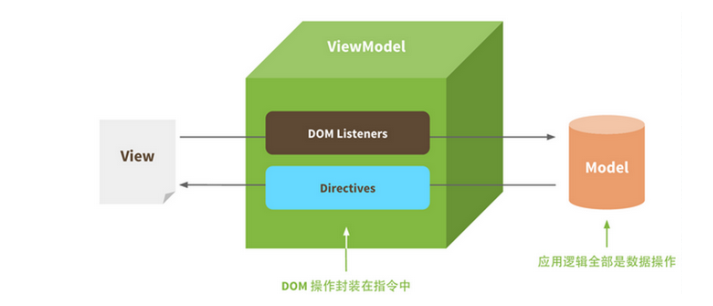 ViewModel
DOM Listeners
View
Model
Directives
应用逻辑全部是数据操作
DOM 操作封装在指令中